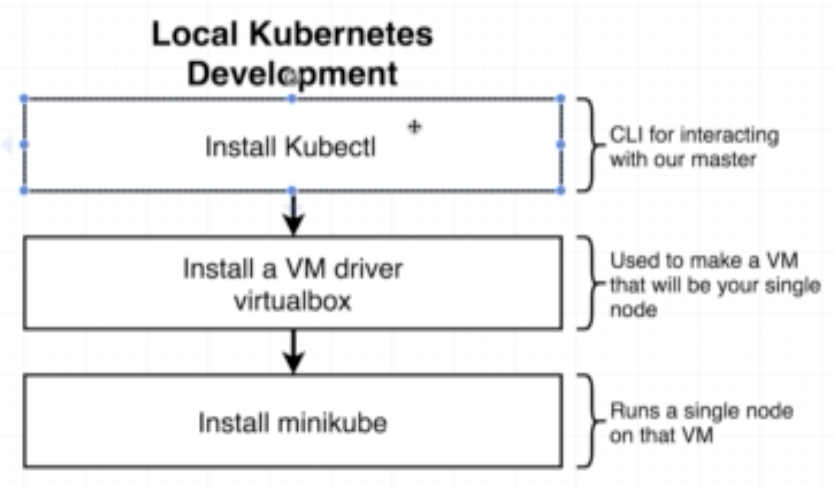 Local Kubernetes
Development
Install Kubectl
CLI for interacting
with our master
Install a VM driver
virtualbox
Used to make a VM
that will be your single
node
Install minikube
Runs a single node
on that VM